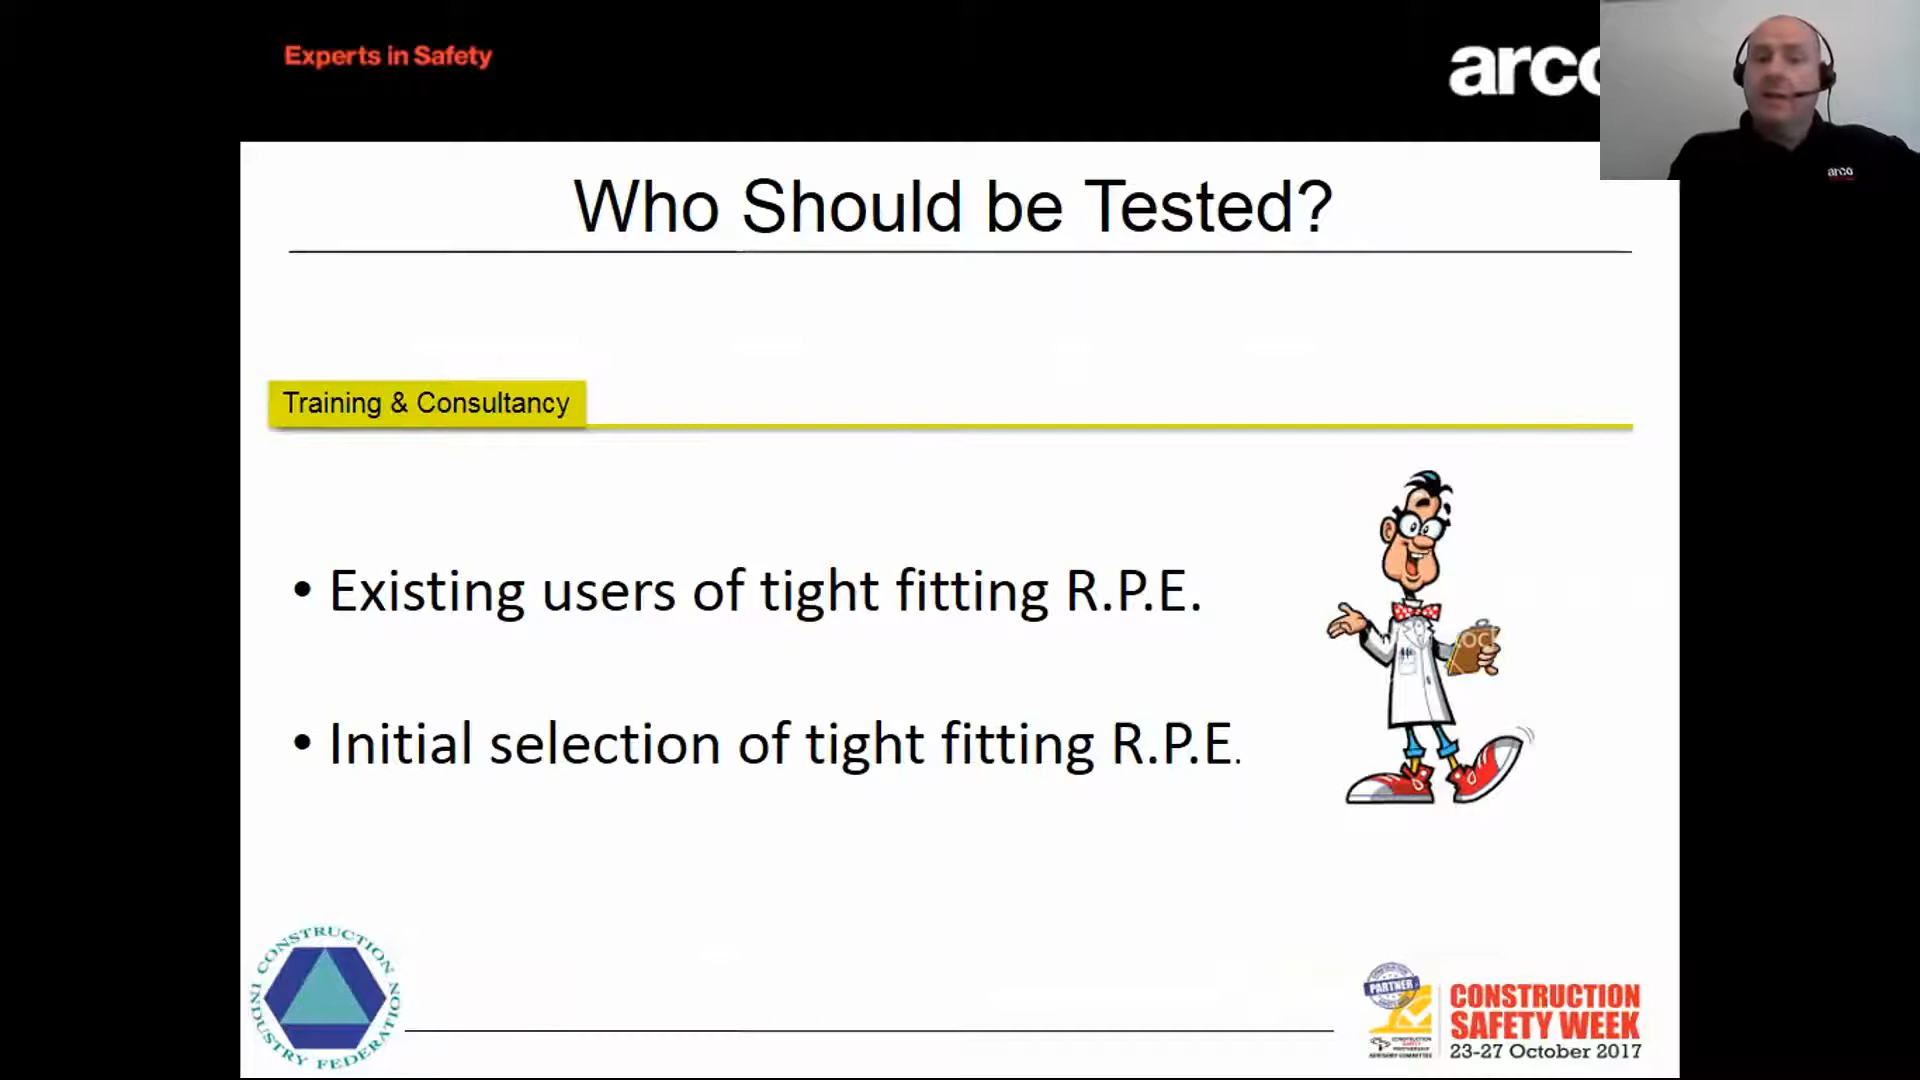 Experts in Safety
arco
arco
Who Should be Tested?
Training & Consultancy
• Existing users of tight fitting R.P.E.
• Initial selection of tight fitting R.P.E.
CONSTRUCTION INDUSTRY FEDERATION
PARTNER
CONSTRUCTION
SAFETY WEEK
23-27 October 2017